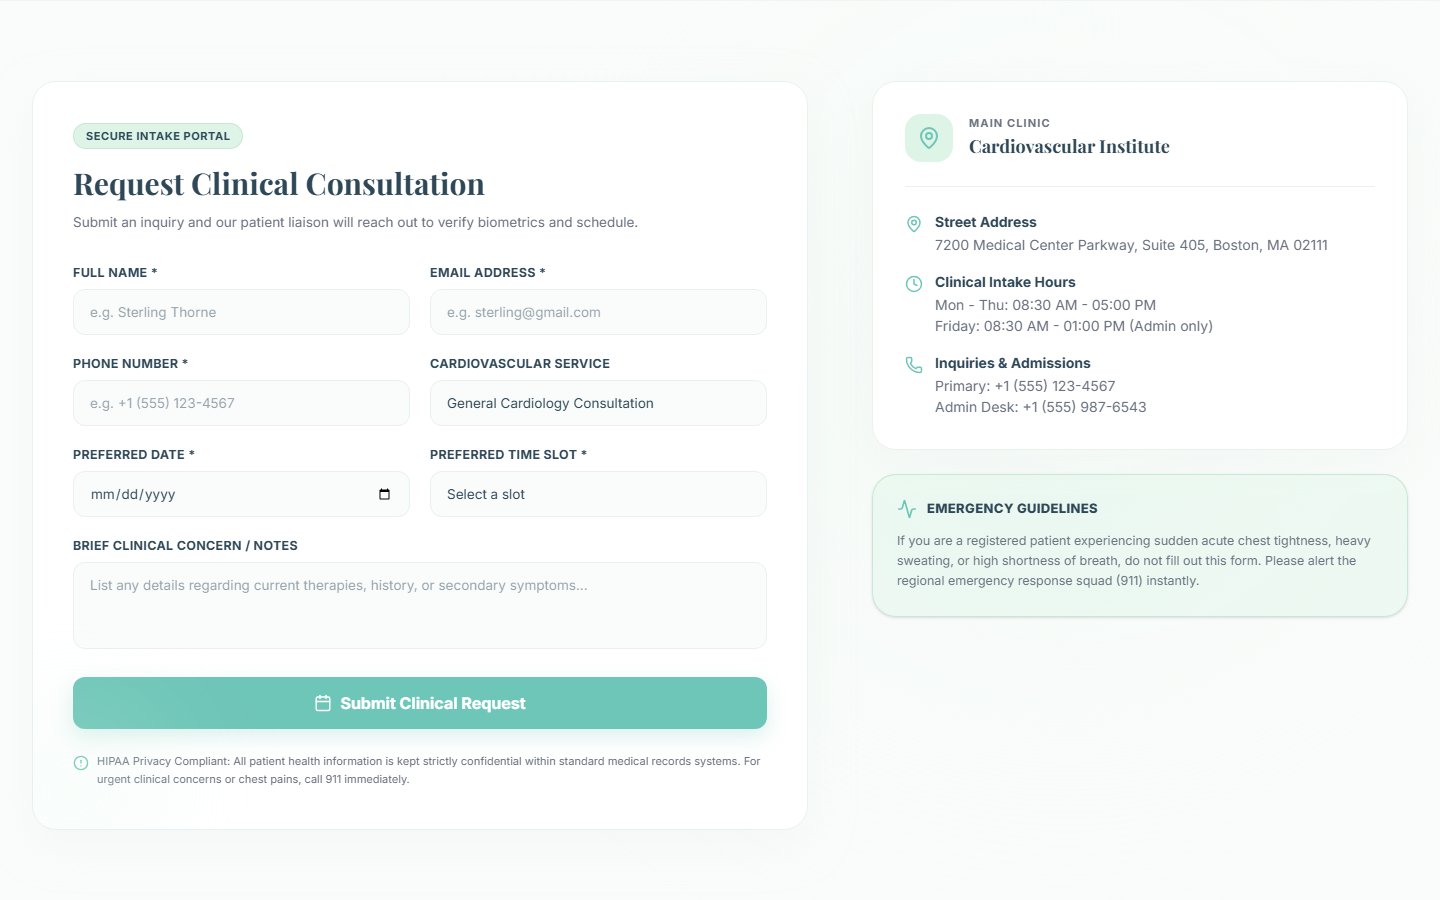 SECURE INTAKE PORTAL
Request Clinical Consultation
Submit an inquiry and our patient liaison will reach out to verify biometrics and schedule.
FULL NAME *
e.g. Sterling Thorne
EMAIL ADDRESS *
e.g. sterling@gmail.com
PHONE NUMBER *
e.g. +1 (555) 123-4567
CARDIOVASCULAR SERVICE
General Cardiology Consultation
PREFERRED DATE *
mm/dd/yyyy
PREFERRED TIME SLOT *
Select a slot
BRIEF CLINICAL CONCERN / NOTES
List any details regarding current therapies, history, or secondary symptoms...
Submit Clinical Request
HIPAA Privacy Compliant: All patient health information is kept strictly confidential within standard medical records systems. For
urgent clinical concerns or chest pains, call 911 immediately.
MAIN CLINIC
Cardiovascular Institute
Street Address
7200 Medical Center Parkway, Suite 405, Boston, MA 02111
Clinical Intake Hours
Mon - Thu: 08:30 AM - 05:00 PM
Friday: 08:30 AM - 01:00 PM (Admin only)
Inquiries & Admissions
Primary: +1 (555) 123-4567
Admin Desk: +1 (555) 987-6543
EMERGENCY GUIDELINES
If you are a registered patient experiencing sudden acute chest tightness, heavy
sweating, or high shortness of breath, do not fill out this form. Please alert the
regional emergency response squad (911) instantly.